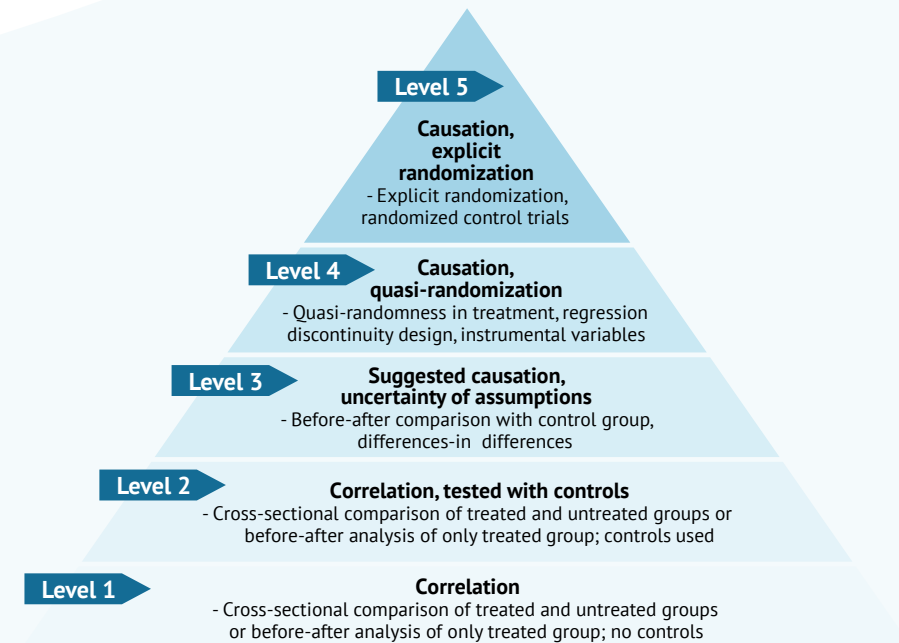 Level 5
Causation,
explicit
randomization
- Explicit randomization,
randomized control trials
Level 4
Causation,
quasi-randomization
- Quasi-randomness in treatment, regression
discontinuity design, instrumental variables
Level 3
Suggested causation,
uncertainty of assumptions
- Before-after comparison with control group,
differences-in differences
Level 2
Correlation, tested with controls
- Cross-sectional comparison of treated and untreated groups or
before-after analysis of only treated group; controls used
Level 1
Correlation
- Cross-sectional comparison of treated and untreated groups
or before-after analysis of only treated group; no controls